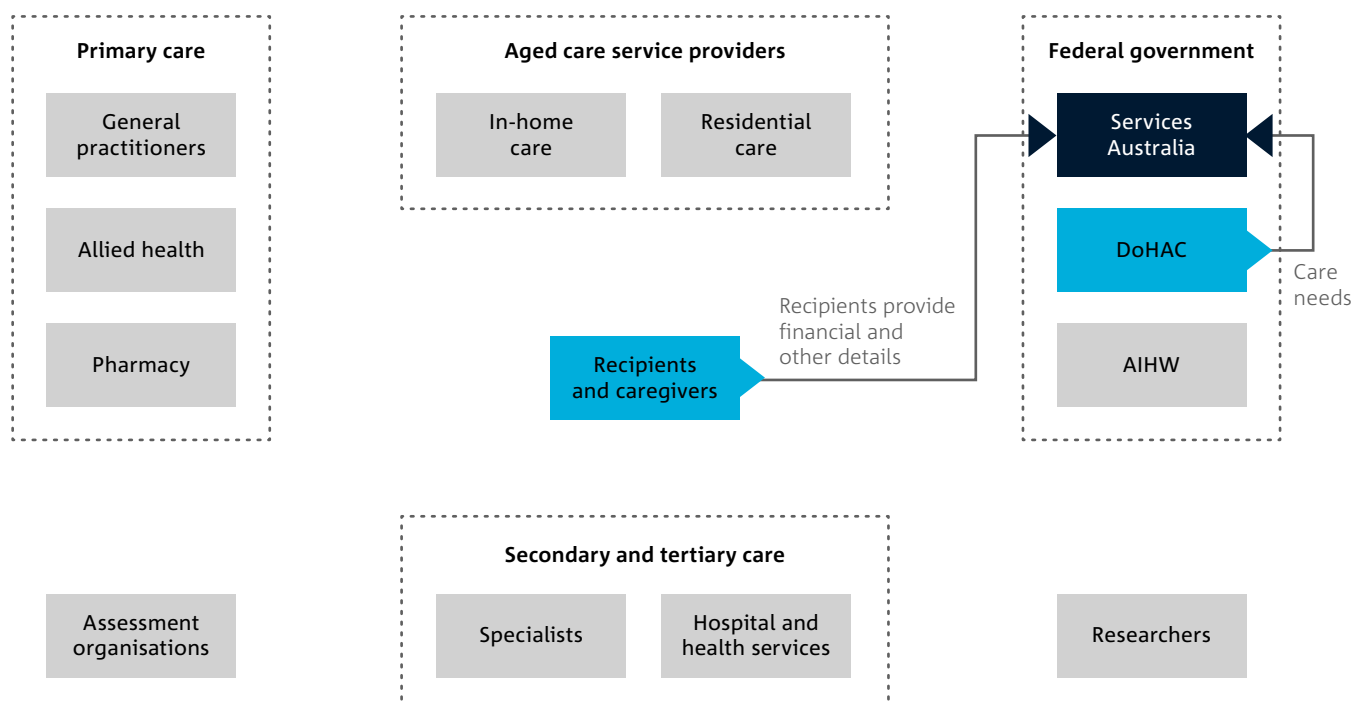 Primary care
General
practitioners
Allied health
Pharmacy
Aged care service providers
In-home
care
Residential
care
Federal government
Services
Australia
DoHAC
AIHW
Care
needs
Recipients provide
financial and
other details
Recipients
and caregivers
Assessment
organisations
Secondary and tertiary care
Specialists
Hospital and
health services
Researchers